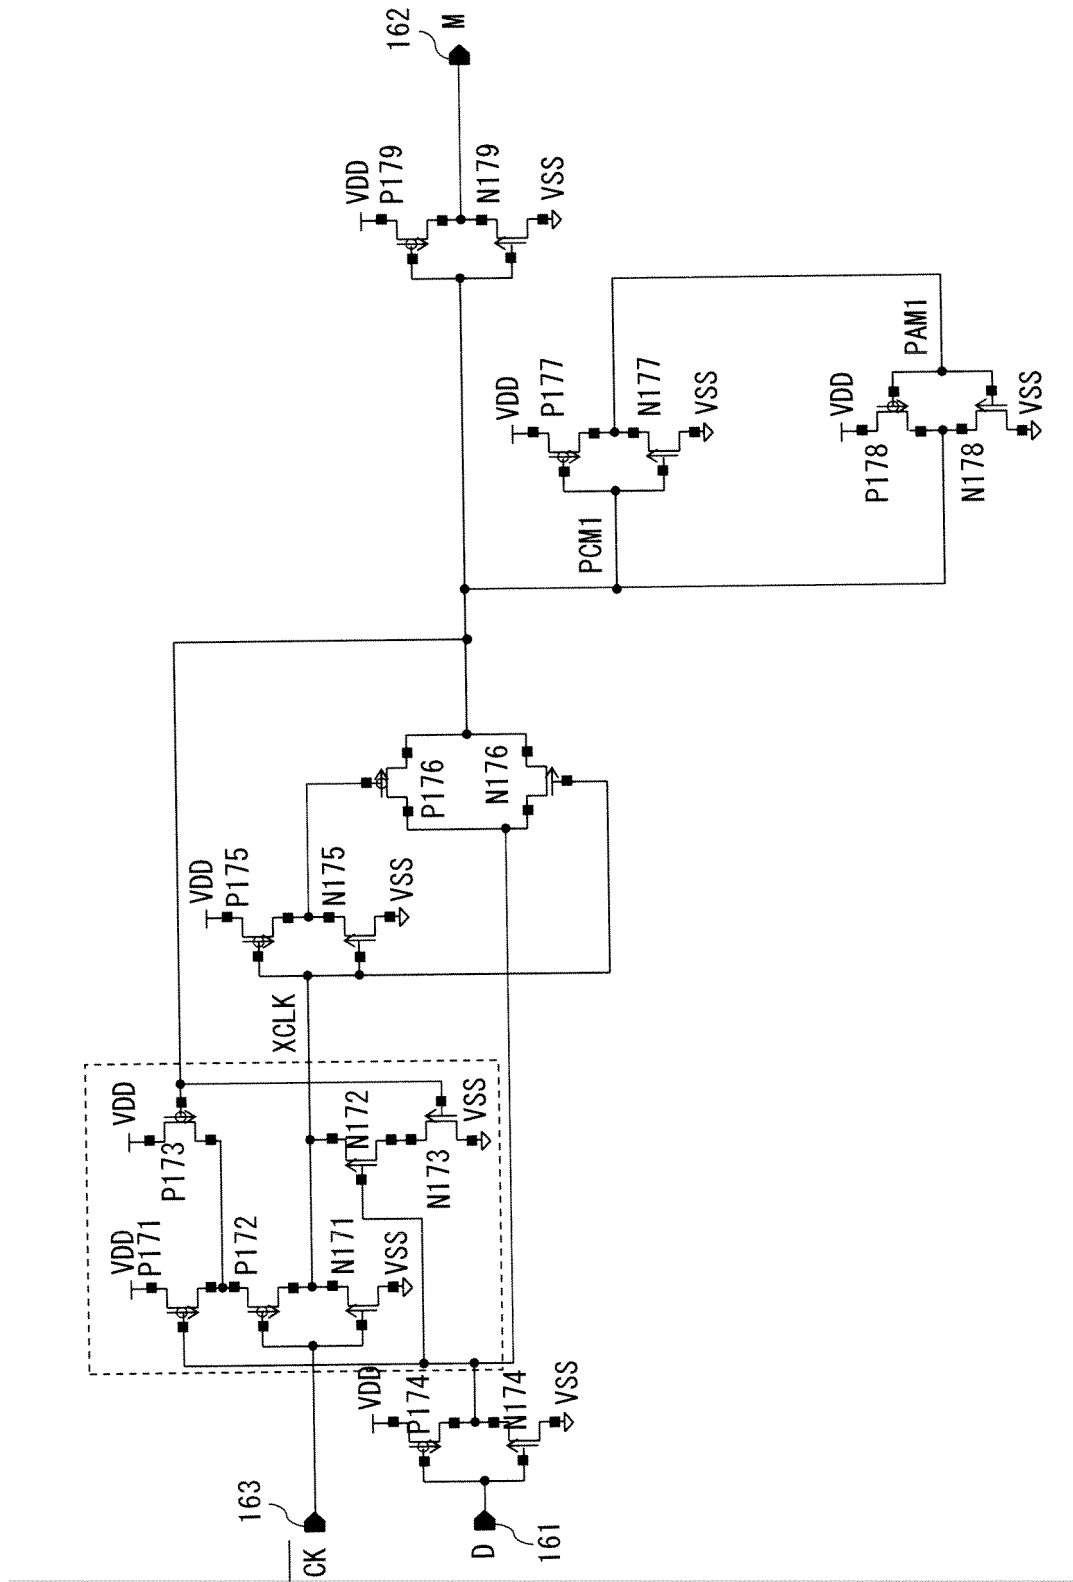 162
M
VDD
P179
N179
VSS
VDD
P177
N177
VSS
PCM1
PAM1
VDD
P178
N178
VSS
P176
N176
VDD
P175
N175
VSS
XCLK
VDD
P173
N172
N173
VSS
VDD
P171
P172
N171
VSS
VDD
P174
N174
VSS
163
CK
D
161